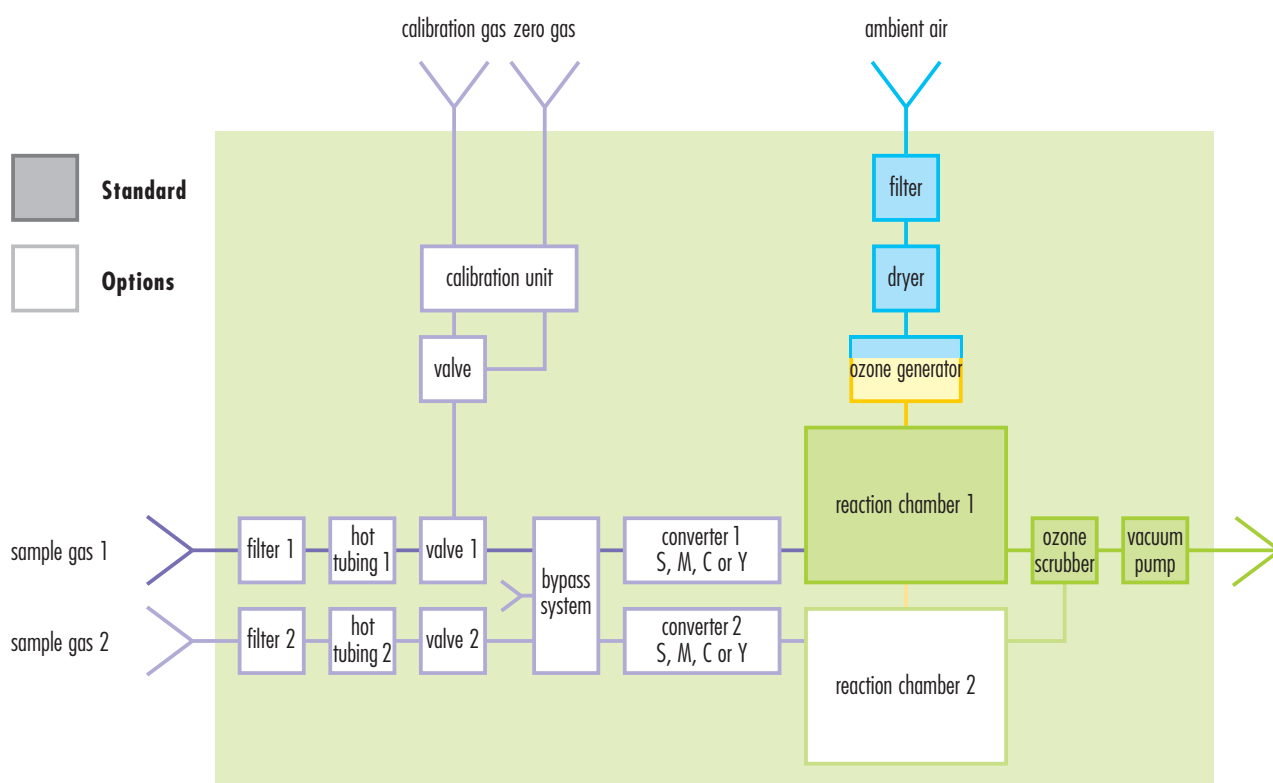 calibration gas zero gas
ambient air
Standard
filter
Options
calibration unit
dryer
valve
ozone generator
reaction chamber 1
sample gas 1
filter 1
hot
tubing 1
valve 1
bypass
system
converter 1
S, M, C or Y
ozone
scrubber
vacuum
pump
sample gas 2
filter 2
hot
tubing 2
valve 2
converter 2
S, M, C or Y
reaction chamber 2